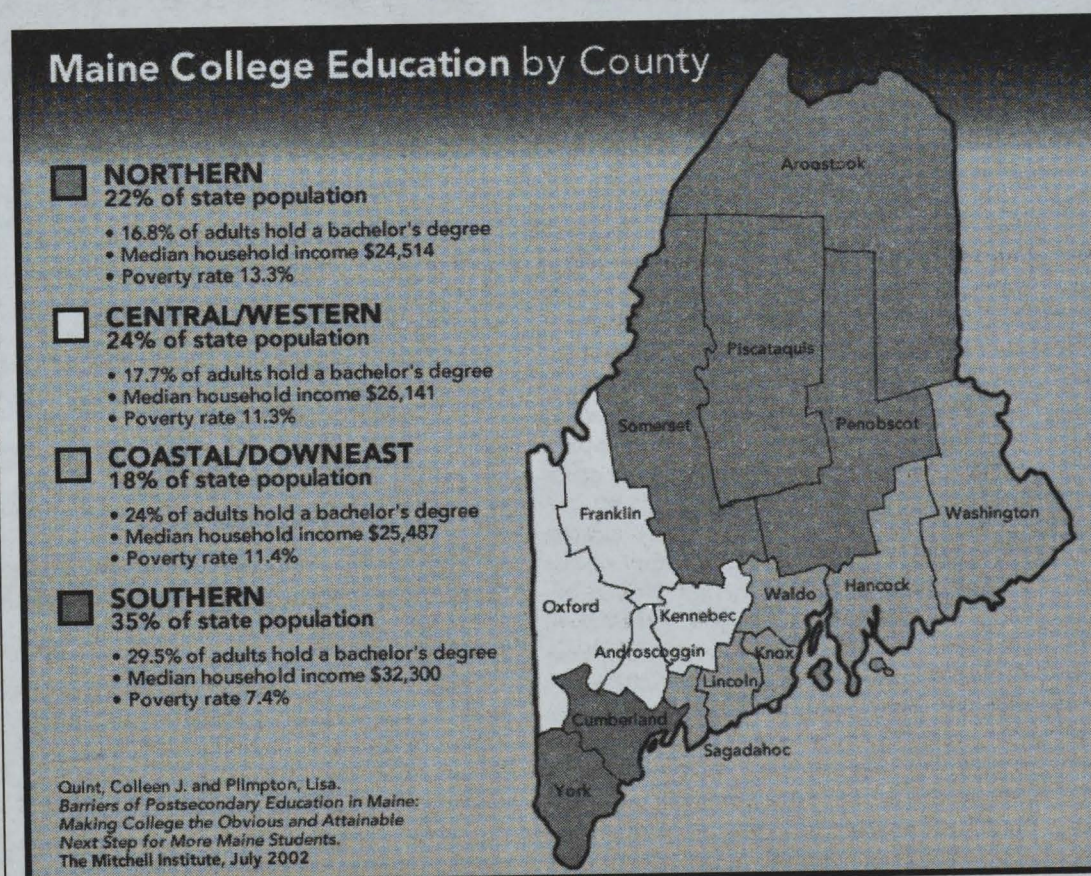 Maine College Education by County
NORTHERN
22% of state population
• 16.8% of adults hold a bachelor's degree
• Median household income $24,514
• Poverty rate 13.3%
CENTRAL/WESTERN
24% of state population
• 17.7% of adults hold a bachelor's degree
• Median household income $26,141
• Poverty rate 11.3%
COASTAL/DOWNEAST
18% of state population
• 24% of adults hold a bachelor's degree
• Median household income $25,487
• Poverty rate 11.4%
SOUTHERN
35% of state population
• 29.5% of adults hold a bachelor's degree
• Median household income $32,300
• Poverty rate 7.4%
Quint, Colleen J. and Plimpton, Lisa.
Barriers of Postsecondary Education in Maine:
Making College the Obvious and Attainable
Next Step for More Maine Students.
The Mitchell Institute, July 2002
Aroostook
Piscataquis
Somerset
Penobscot
Franklin
Washington
Oxford
Kennebec
Waldo
Hancock
Androscoggin
Knox
Lincoln
Cumberland
Sagadahoc
York